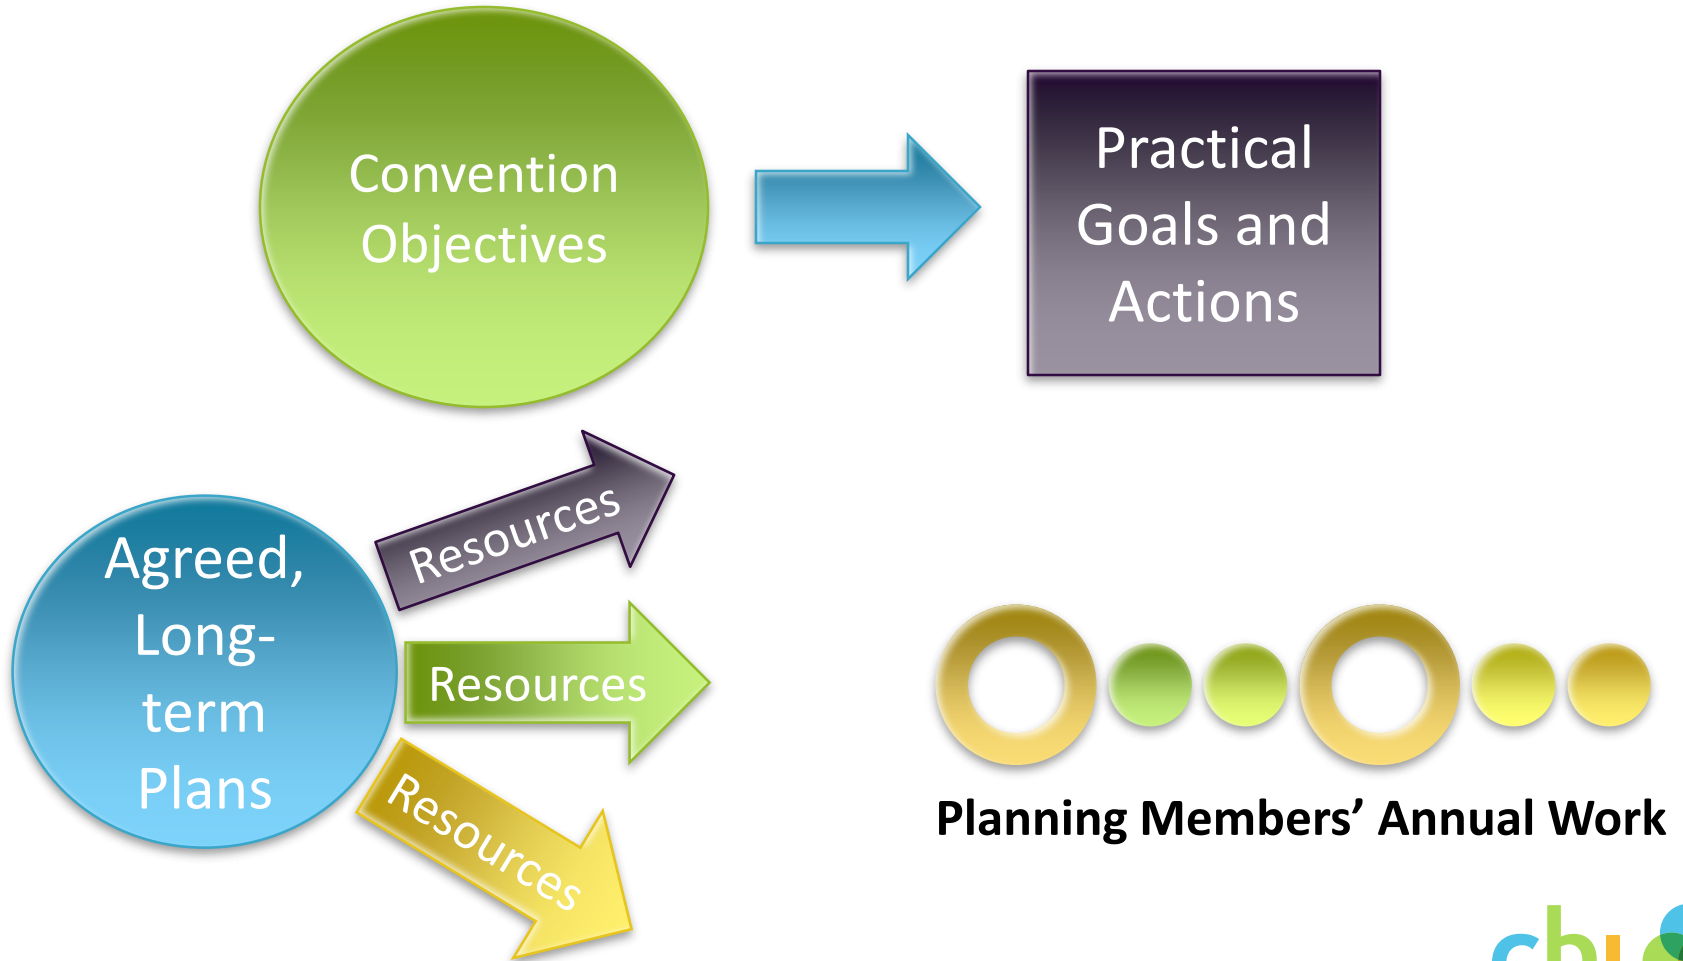 Convention
Objectives
Practical
Goals and
Actions
Agreed,
Long-
term
Plans
Resources
Resources
Resources
Planning Members’ Annual Work